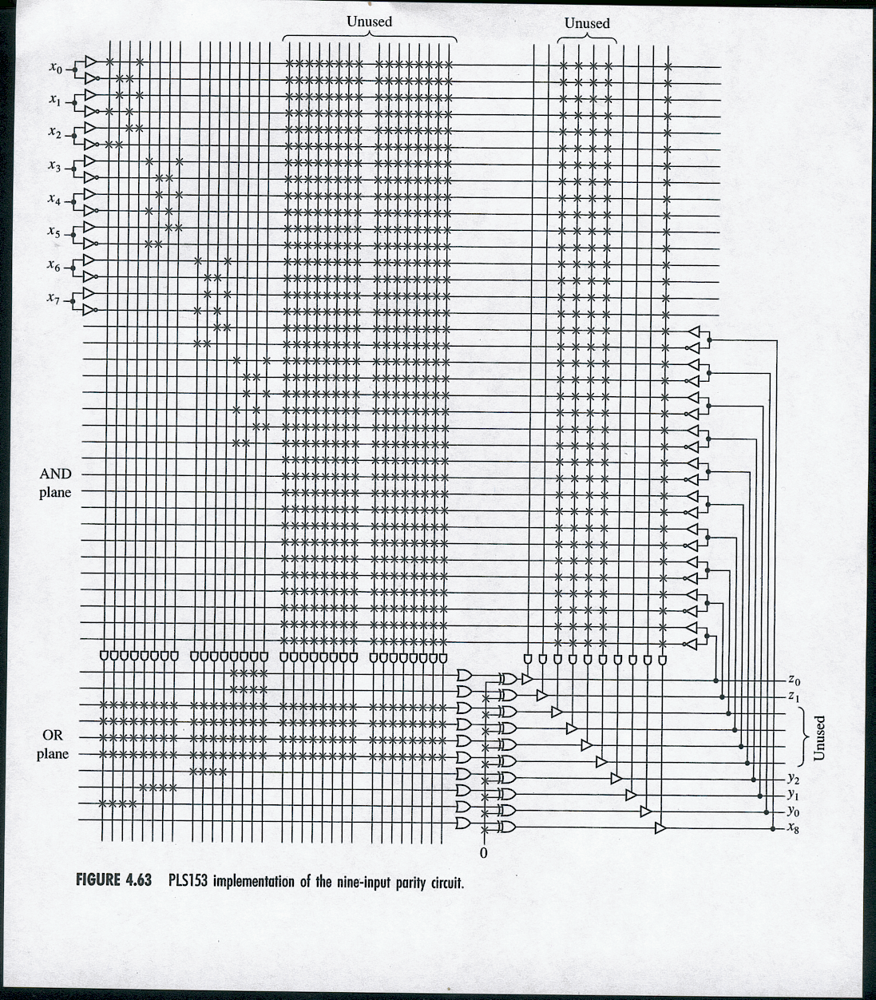 Unused
Unused
x0
x1
x2
x3
x4
x5
x6
x7
AND
plane
OR
plane
z0
z1
Unused
y2
y1
y0
x8
0
FIGURE 4.63 PLS153 implementation of the nine-input parity circuit.